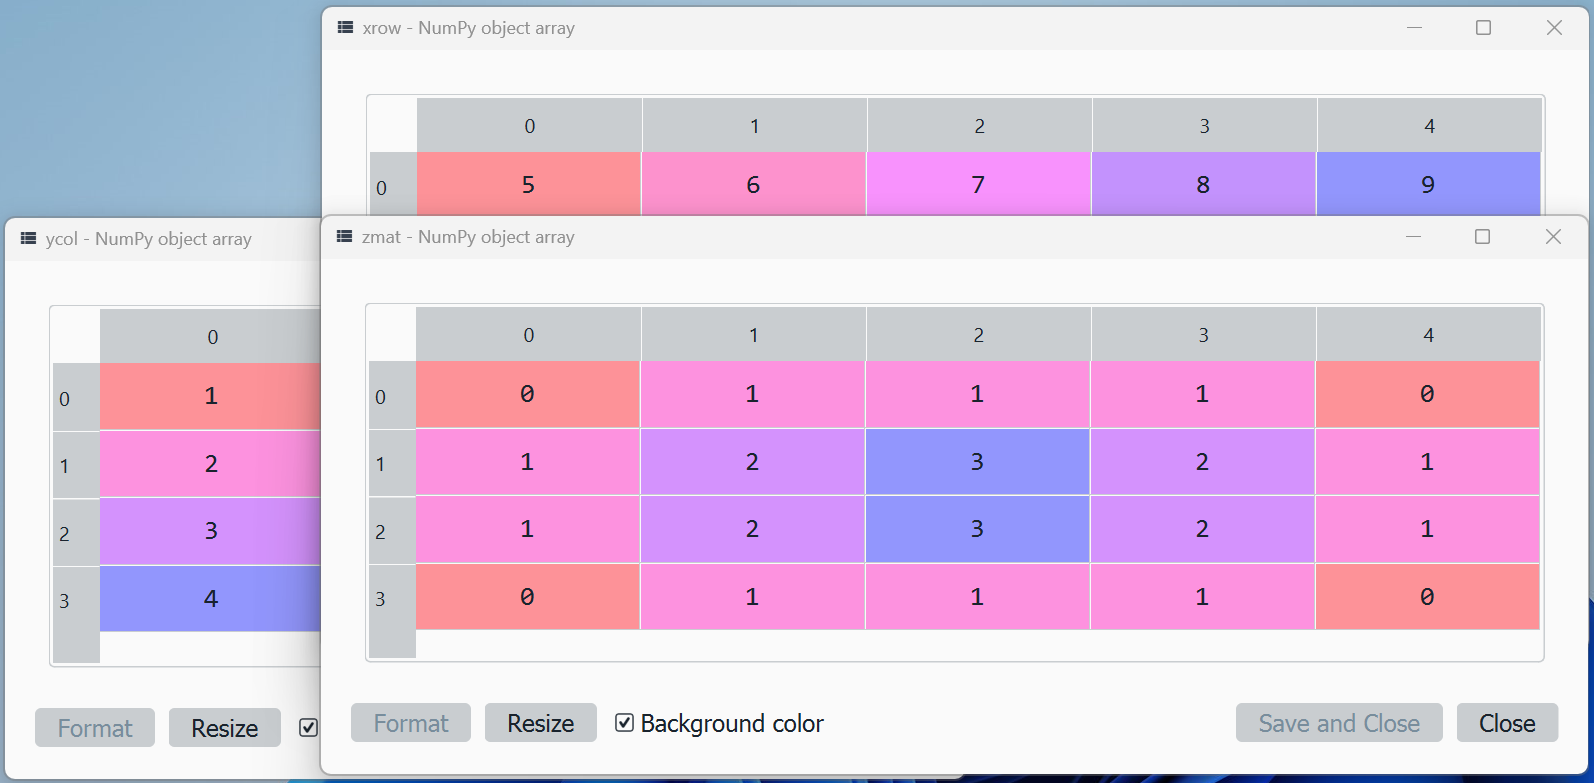 xrow - NumPy object array
0 1 2 3 4
0 5 6 7 8 9
ycol - NumPy object array
0
0 1
1 2
2 3
3 4
Format Resize
zmat - NumPy object array
0 1 2 3 4
0 0 1 1 1 0
1 1 2 3 2 1
2 1 2 3 2 1
3 0 1 1 1 0
Format Resize Background color Save and Close Close